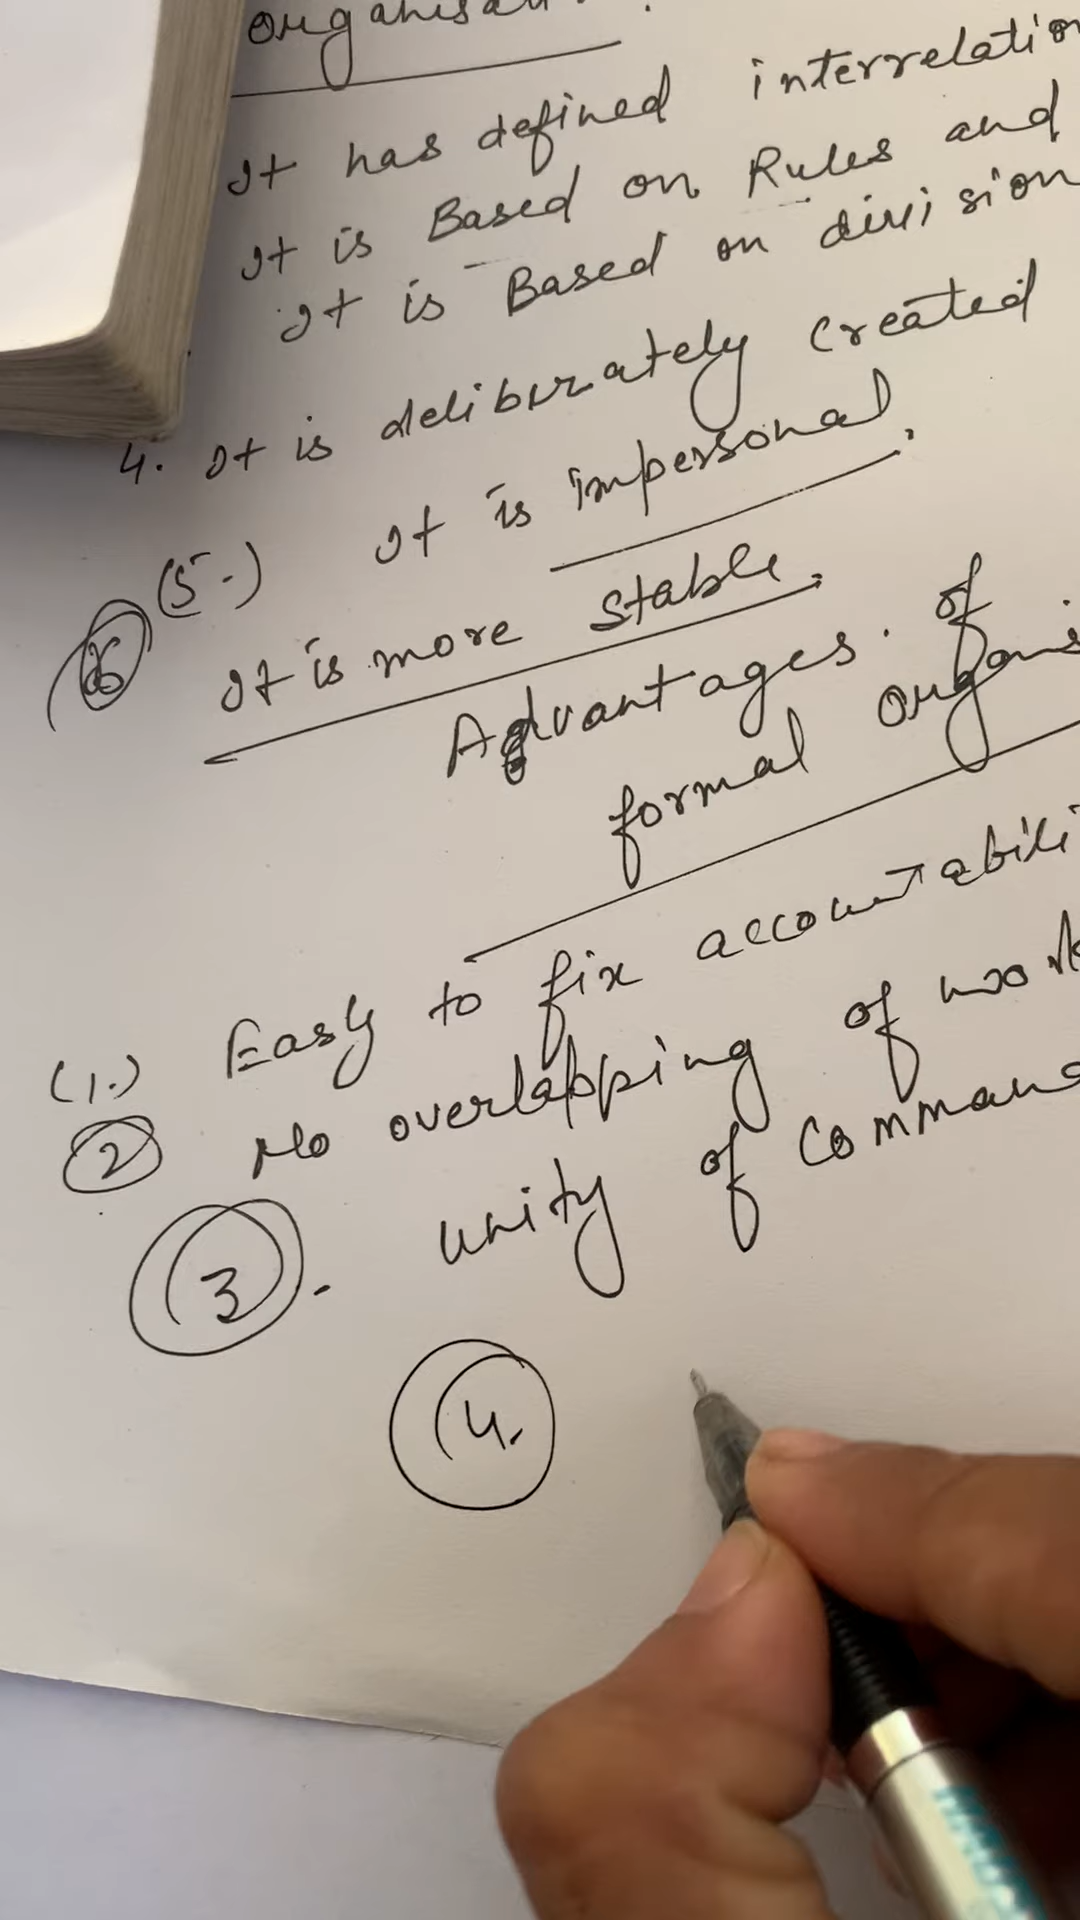 It has defined
It is Based on Rules and
It is Based on division
4. It is deliberately created
(5.) It is impersonal.
6 It is more stable.
Advantages of
formal
(1.) Easy to fix
2 No overlapping of work
3. unity of
4.